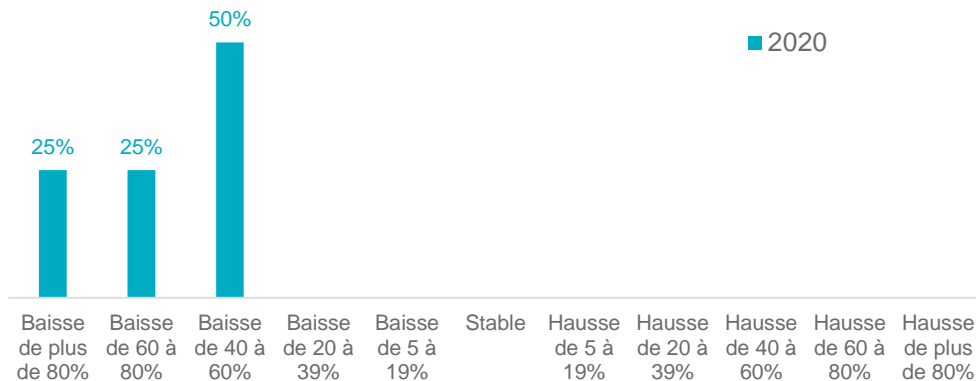 50%
2020
25%
25%
Baisse de plus de 80%
Baisse de 60 à 80%
Baisse de 40 à 60%
Baisse de 20 à 39%
Baisse de 5 à 19%
Stable
Hausse de 5 à 19%
Hausse de 20 à 39%
Hausse de 40 à 60%
Hausse de 60 à 80%
Hausse de plus de 80%